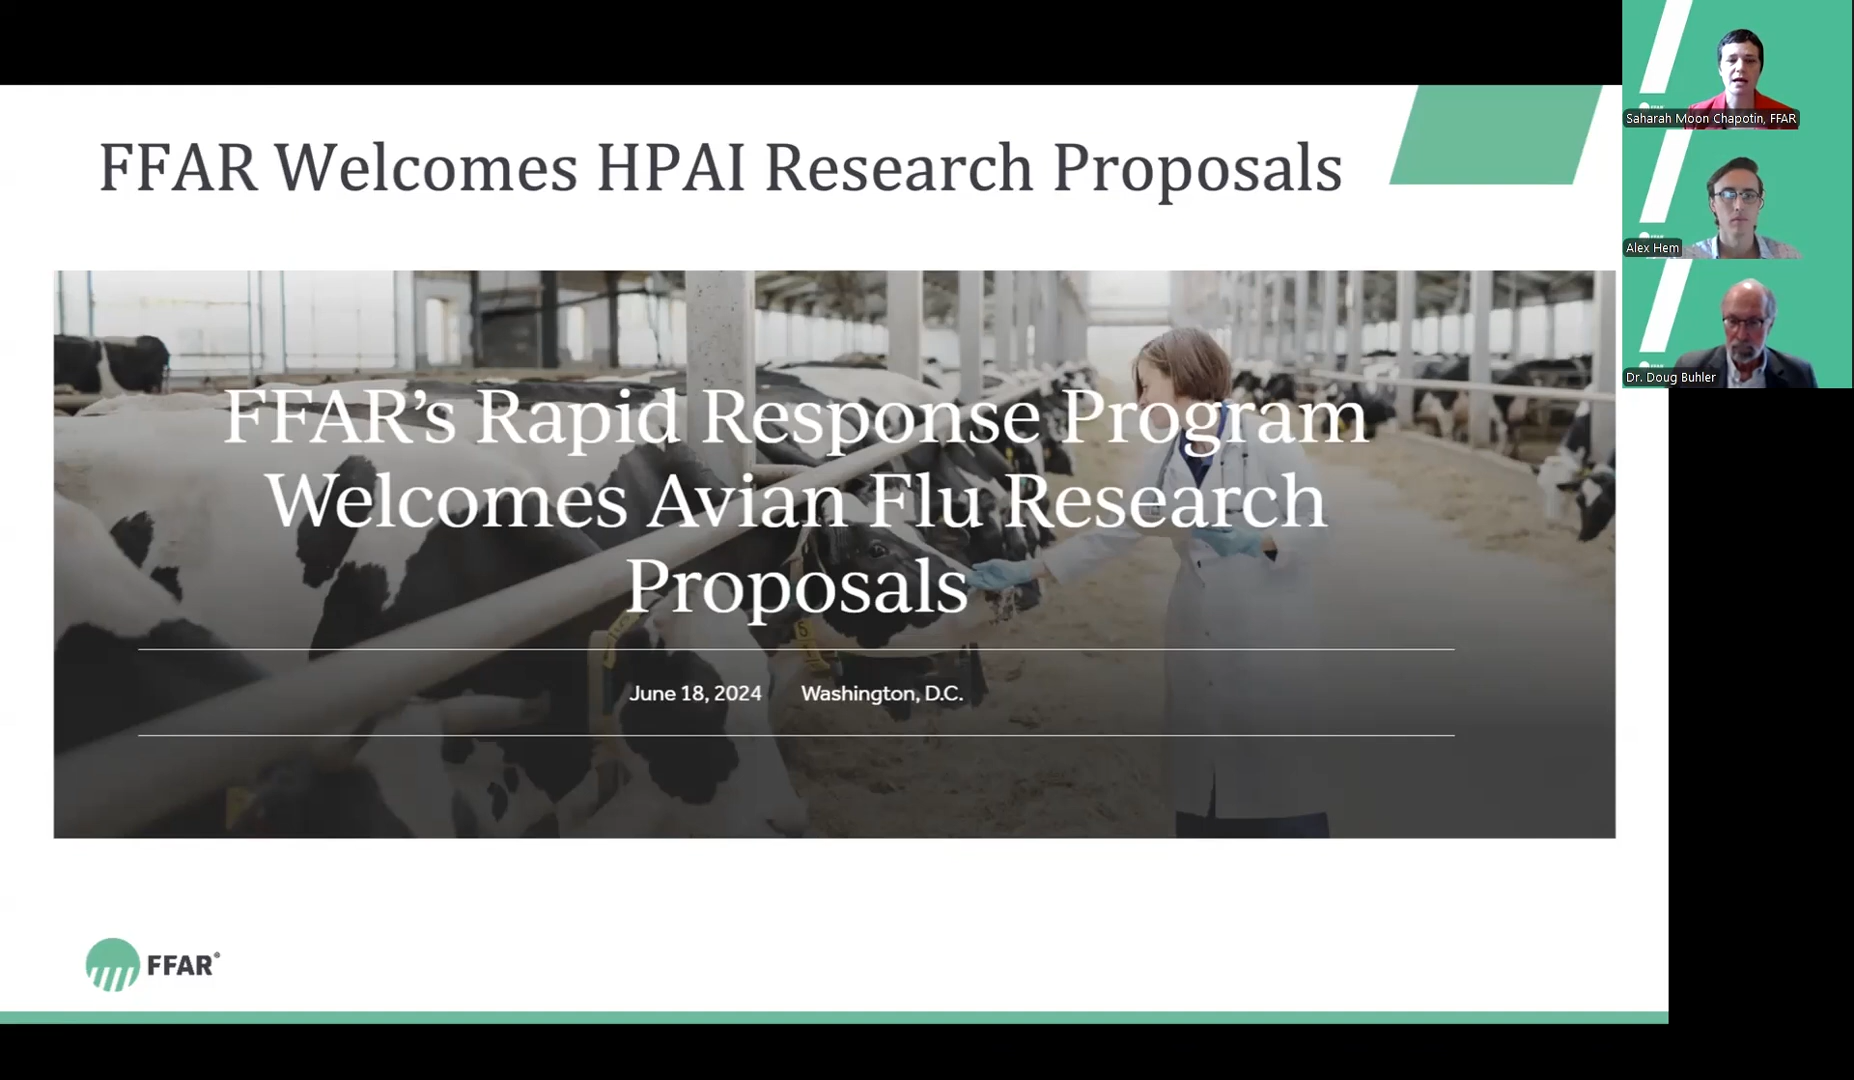 FFAR Welcomes HPAI Research Proposals
FFAR's Rapid Response Program
Welcomes Avian Flu Research
Proposals
June 18, 2024 Washington, D.C.
FFAR®
Saharah Moon Chapotin, FFAR
Alex Hem
Dr. Doug Buhler